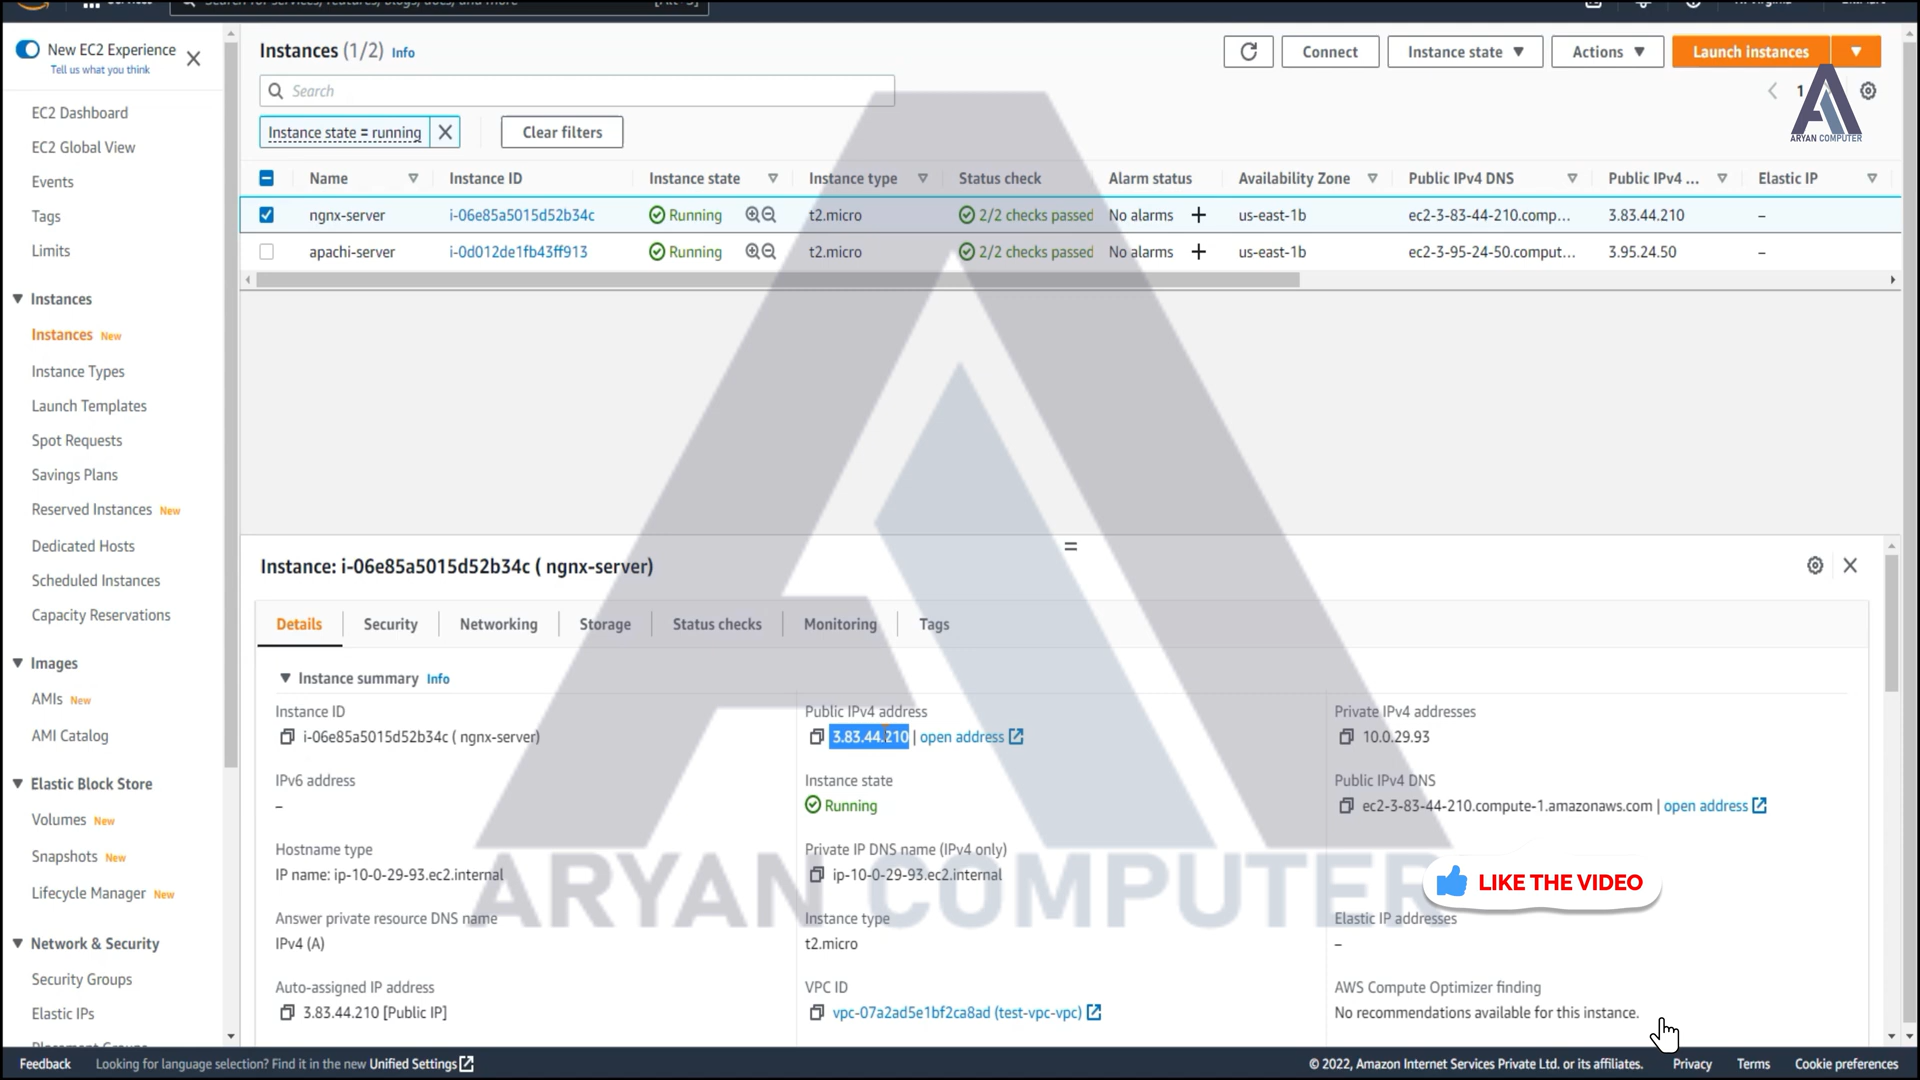 New EC2 Experience
Tell us what you think
EC2 Dashboard
EC2 Global View
Events
Tags
Limits
Instances
Instances New
Instance Types
Launch Templates
Spot Requests
Savings Plans
Reserved Instances New
Dedicated Hosts
Scheduled Instances
Capacity Reservations
Images
AMIs New
AMI Catalog
Elastic Block Store
Volumes New
Snapshots New
Lifecycle Manager New
Network & Security
Security Groups
Elastic IPs
Instances (1/2) Info
Connect Instance state Actions Launch instances
Search
1
ARYAN COMPUTER
Instance state = running Clear filters
Name Instance ID Instance state Instance type Status check Alarm status Availability Zone Public IPv4 DNS Public IPv4 ... Elastic IP
ngnx-server i-06e85a5015d52b34c Running t2.micro 2/2 checks passed No alarms + us-east-1b ec2-3-83-44-210.comp... 3.83.44.210 –
apachi-server i-0d012de1fb43ff913 Running t2.micro 2/2 checks passed No alarms + us-east-1b ec2-3-95-24-50.comput... 3.95.24.50 –
Instance: i-06e85a5015d52b34c ( ngnx-server)
Details Security Networking Storage Status checks Monitoring Tags
Instance summary Info
Instance ID Public IPv4 address Private IPv4 addresses
i-06e85a5015d52b34c ( ngnx-server) 3.83.44.210 | open address 10.0.29.93
IPv6 address Instance state Public IPv4 DNS
– Running ec2-3-83-44-210.compute-1.amazonaws.com | open address
Hostname type Private IP DNS name (IPv4 only)
IP name: ip-10-0-29-93.ec2.internal ip-10-0-29-93.ec2.internal
ARYAN COMPUTER
LIKE THE VIDEO
Answer private resource DNS name Instance type Elastic IP addresses
IPv4 (A) t2.micro –
Auto-assigned IP address VPC ID AWS Compute Optimizer finding
3.83.44.210 [Public IP] vpc-07a2ad5e1bf2ca8ad (test-vpc-vpc) No recommendations available for this instance.
Feedback Looking for language selection? Find it in the new Unified Settings © 2022, Amazon Internet Services Private Ltd. or its affiliates. Privacy Terms Cookie preferences